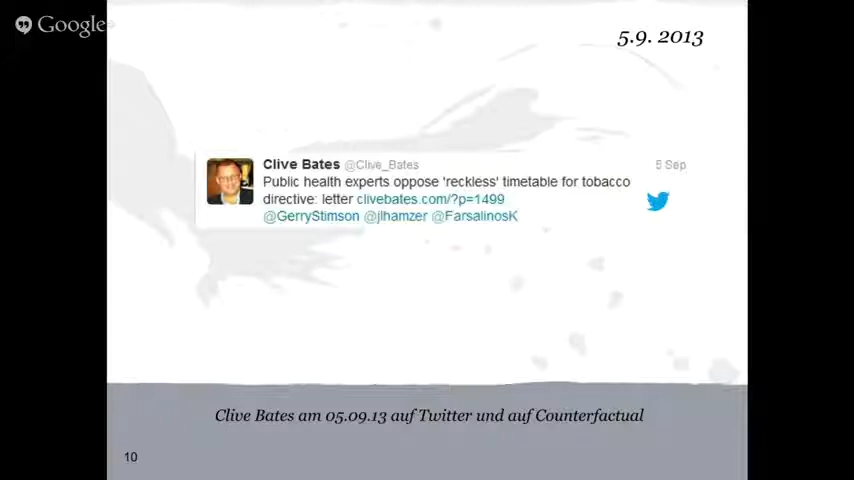 Google
5.9. 2013
Clive Bates @Clive_Bates 5 Sep
Public health experts oppose 'reckless' timetable for tobacco
directive: letter clivebates.com/?p=1499
@GerryStimson @jlhamzer @FarsalinosK
Clive Bates am 05.09.13 auf Twitter und auf Counterfactual
10